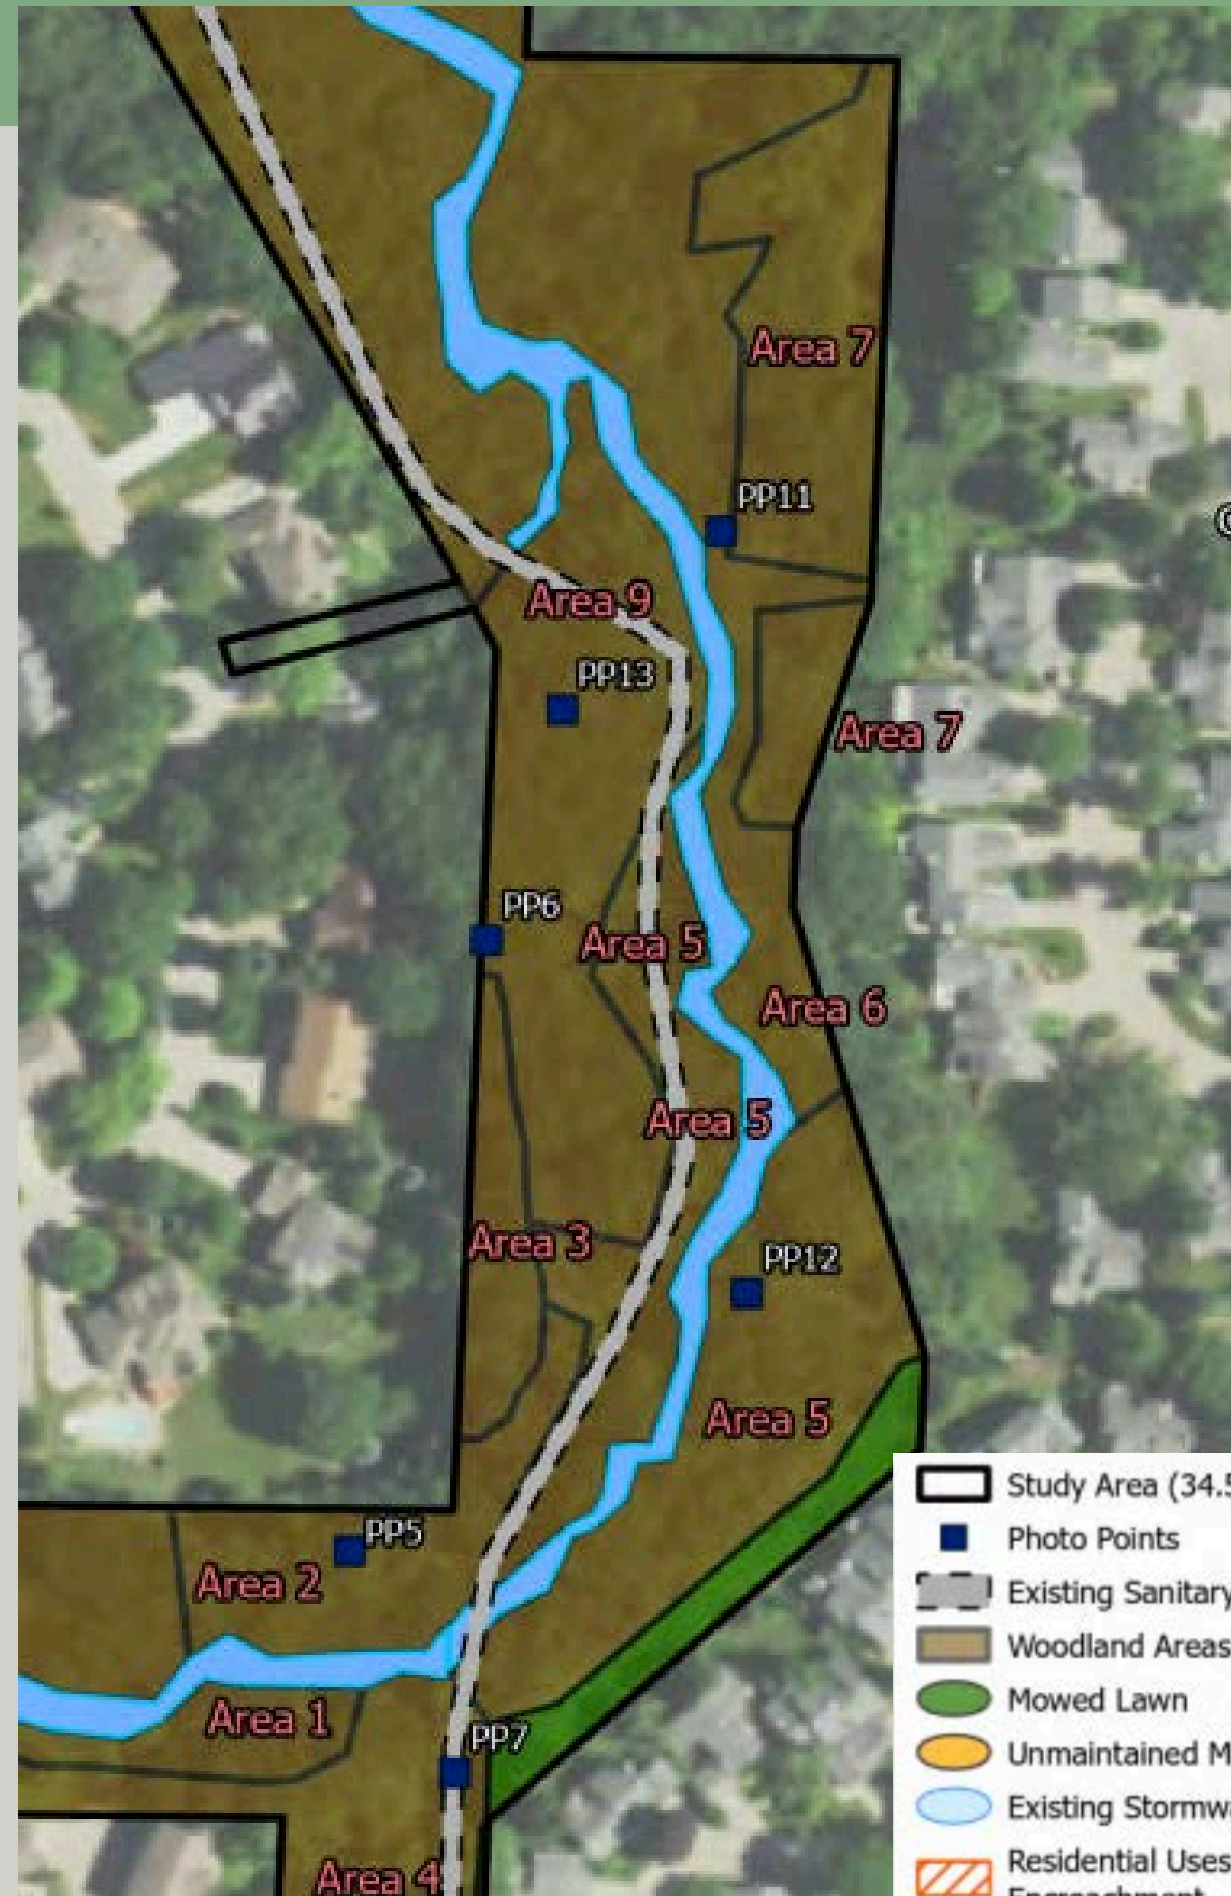 Area 7
PP11
Area 9
PP13
Area 7
PP6
Area 5
Area 6
Area 5
Area 3
PP12
Area 5
PP5
Area 2
Area 1
PP7
Area 4
Study Area (34.5
Photo Points
Existing Sanitary
Woodland Areas
Mowed Lawn
Unmaintained M
Existing Stormwa
Residential Uses
Encroachment